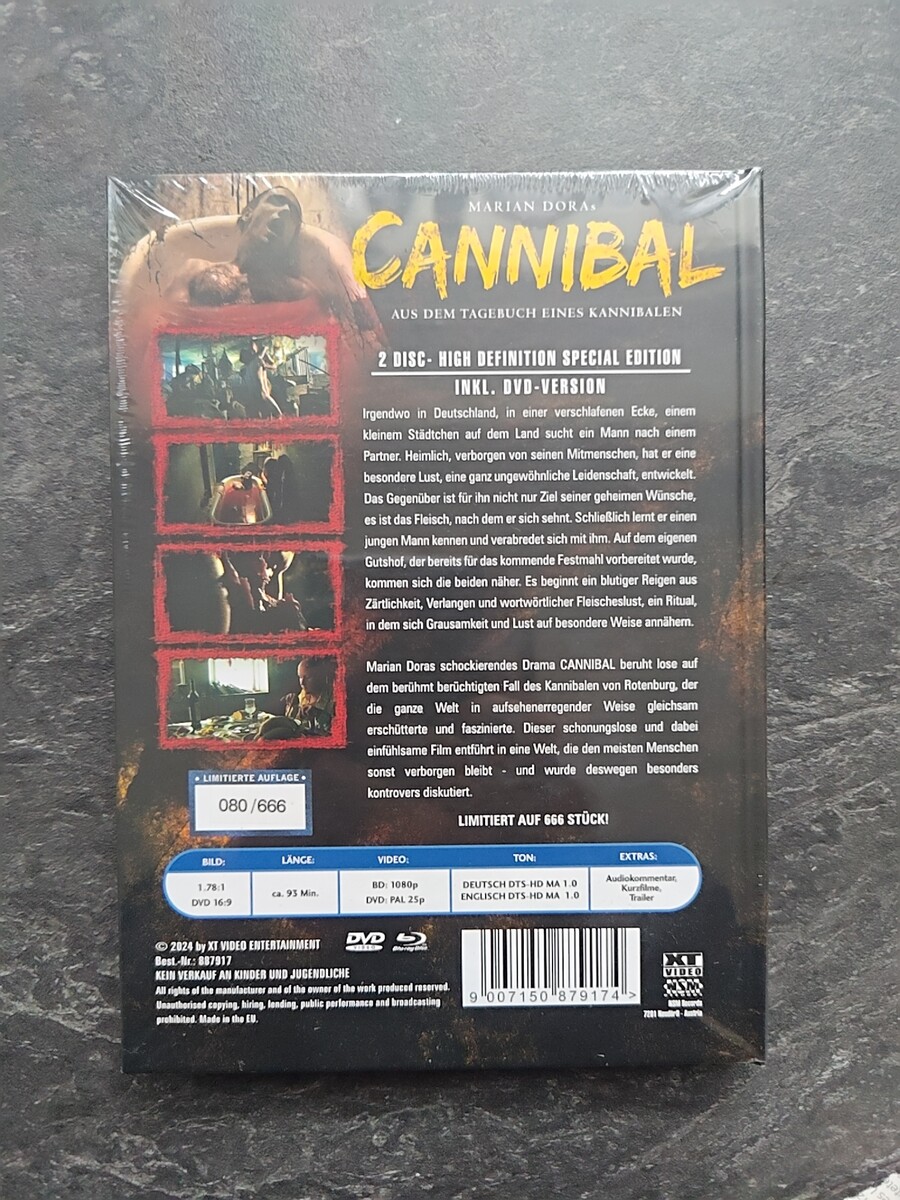 MARIAN DORAs
CANNIBAL
AUS DEM TAGEBUCH EINES KANNIBALEN
2 DISC- HIGH DEFINITION SPECIAL EDITION
INKL. DVD-VERSION
Irgendwo in Deutschland, in einer verschlafenen Ecke, einem
kleinem Städtchen auf dem Land sucht ein Mann nach einem
Partner. Heimlich, verborgen von seinen Mitmenschen, hat er eine
besondere Lust, eine ganz ungewöhnliche Leidenschaft, entwickelt.
Das Gegenüber ist für ihn nicht nur Ziel seiner geheimen Wünsche,
es ist das Fleisch, nach dem er sich sehnt. Schließlich lernt er einen
jungen Mann kennen und verabredet sich mit ihm. Auf dem eigenen
Gutshof, der bereits für das kommende Festmahl vorbereitet wurde,
kommen sich die beiden näher. Es beginnt ein blutiger Reigen aus
Zärtlichkeit, Verlangen und wortwörtlicher Fleischeslust, ein Ritual,
in dem sich Grausamkeit und Lust auf besondere Weise annähern.
Marian Doras schockierendes Drama CANNIBAL beruht lose auf
dem berühmt berüchtigten Fall des Kannibalen von Rotenburg, der
die ganze Welt in aufsehenerregender Weise gleichsam
erschütterte und faszinierte. Dieser schonungslose und dabei
einfühlsame Film entführt in eine Welt, die den meisten Menschen
sonst verborgen bleibt - und wurde deswegen besonders
kontrovers diskutiert.
LIMITIERT AUF 666 STÜCK!
• LIMITIERTE AUFLAGE •
080/666
BILD: LÄNGE: VIDEO: TON: EXTRAS:
1.78:1
DVD 16:9
ca. 93 Min.
BD: 1080p
DVD: PAL 25p
DEUTSCH DTS-HD MA 1.0
ENGLISCH DTS-HD MA 1.0
Audiokommentar,
Kurzfilme,
Trailer
© 2024 by XT VIDEO ENTERTAINMENT
Best.-Nr.: 887917
KEIN VERKAUF AN KINDER UND JUGENDLICHE
All rights of the manufacturer and of the owner of the work produced reserved.
Unauthorised copying, hiring, lending, public performance and broadcasting
prohibited. Made in the EU.
DVD VIDEO
Blu-ray Disc
9 007150 879174 >
XT
VIDEO
NSM
NSM Records
7201 Neudörfl - Austria